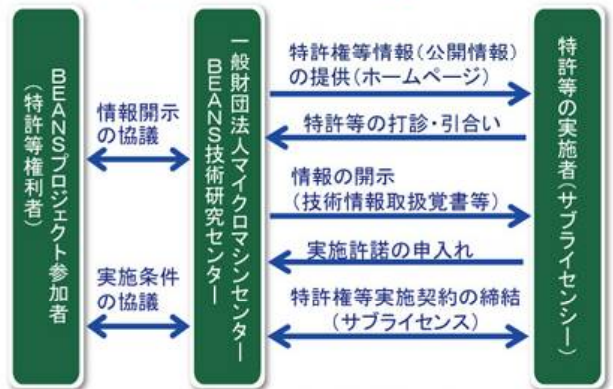 BEANSプロジェクト参加者
(特許等権利者)
情報開示
の協議
実施条件
の協議
一般財団法人マイクロマシンセンター
BEANS技術研究センター
特許権等情報(公開情報)
の提供(ホームページ)
特許等の打診・引合い
情報の開示
(技術情報取扱覚書等)
実施許諾の申入れ
特許権等実施契約の締結
(サブライセンス)
特許等の実施者(サブライセンシー)